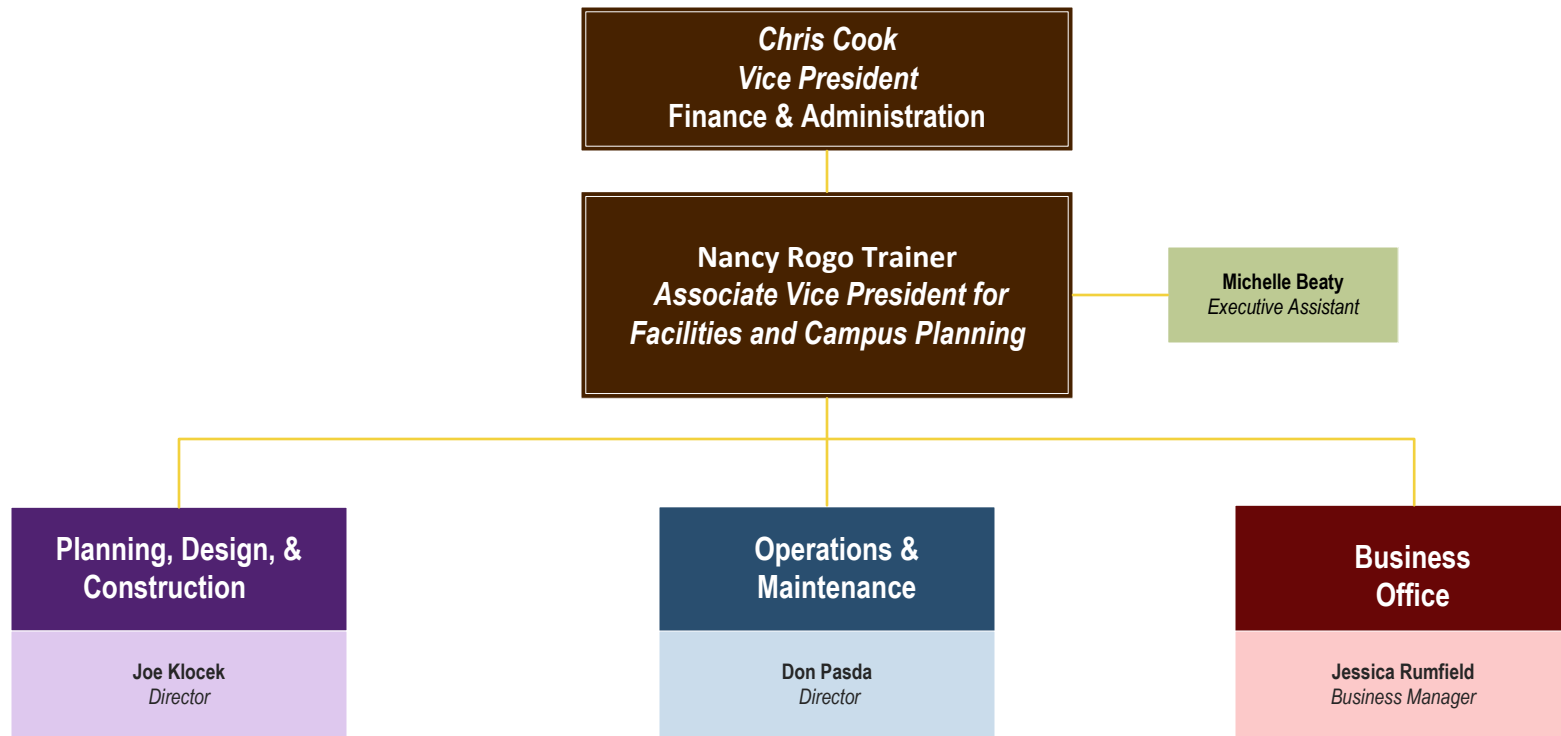 Chris Cook
Vice President
Finance & Administration
Nancy Rogo Trainer
Associate Vice President for
Facilities and Campus Planning
Michelle Beaty
Executive Assistant
Planning, Design, &
Construction
Joe Klocek
Director
Operations &
Maintenance
Don Pasda
Director
Business
Office
Jessica Rumfield
Business Manager